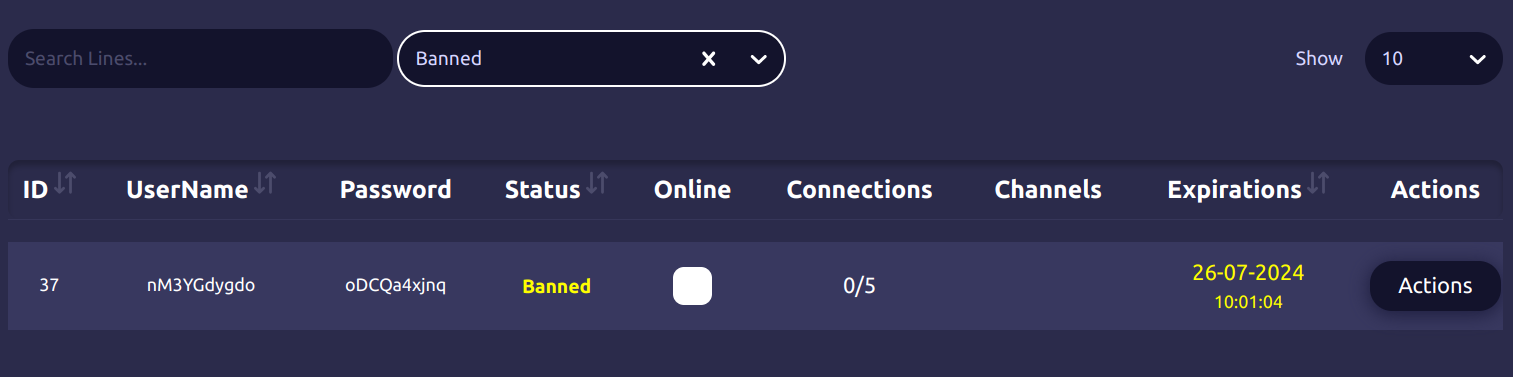 Search Lines... Banned Show 10
ID UserName Password Status Online Connections Channels Expirations Actions
37 nM3YGdygdo oDCQa4xjnq Banned 0/5 26-07-2024 Actions
10:01:04